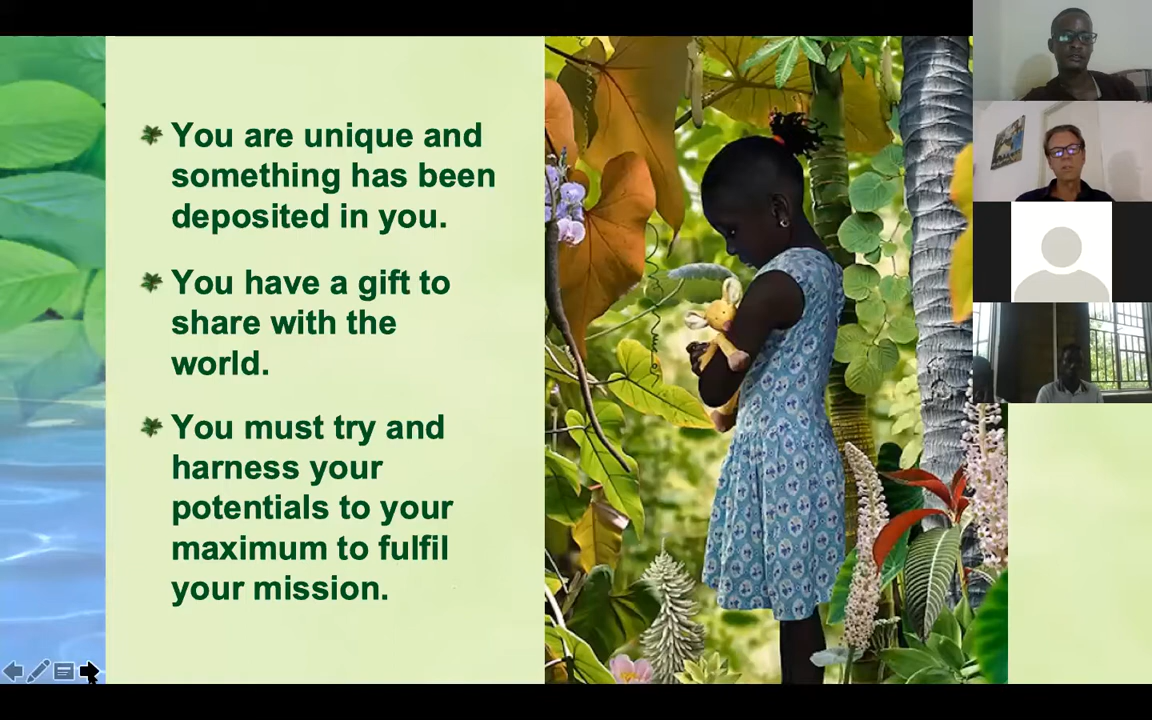 You are unique and
something has been
deposited in you.
You have a gift to
share with the
world.
You must try and
harness your
potentials to your
maximum to fulfil
your mission.